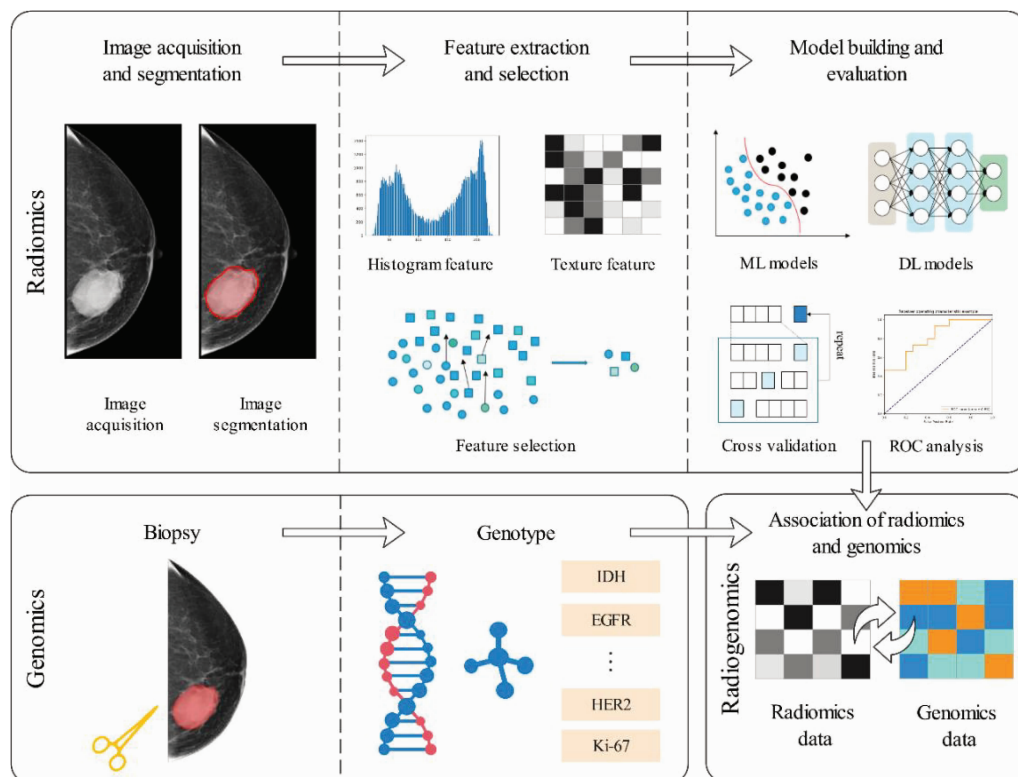 Image acquisition
and segmentation
Feature extraction
and selection
Model building and
evaluation
Radiomics
Histogram feature
Texture feature
ML models
DL models
repeat
Image
acquisition
Image
segmentation
Feature selection
Cross validation
ROC analysis
Genomics
Biopsy
Genotype
IDH
EGFR
HER2
Ki-67
Radiogenomics
Association of radiomics
and genomics
Radiomics
data
Genomics
data